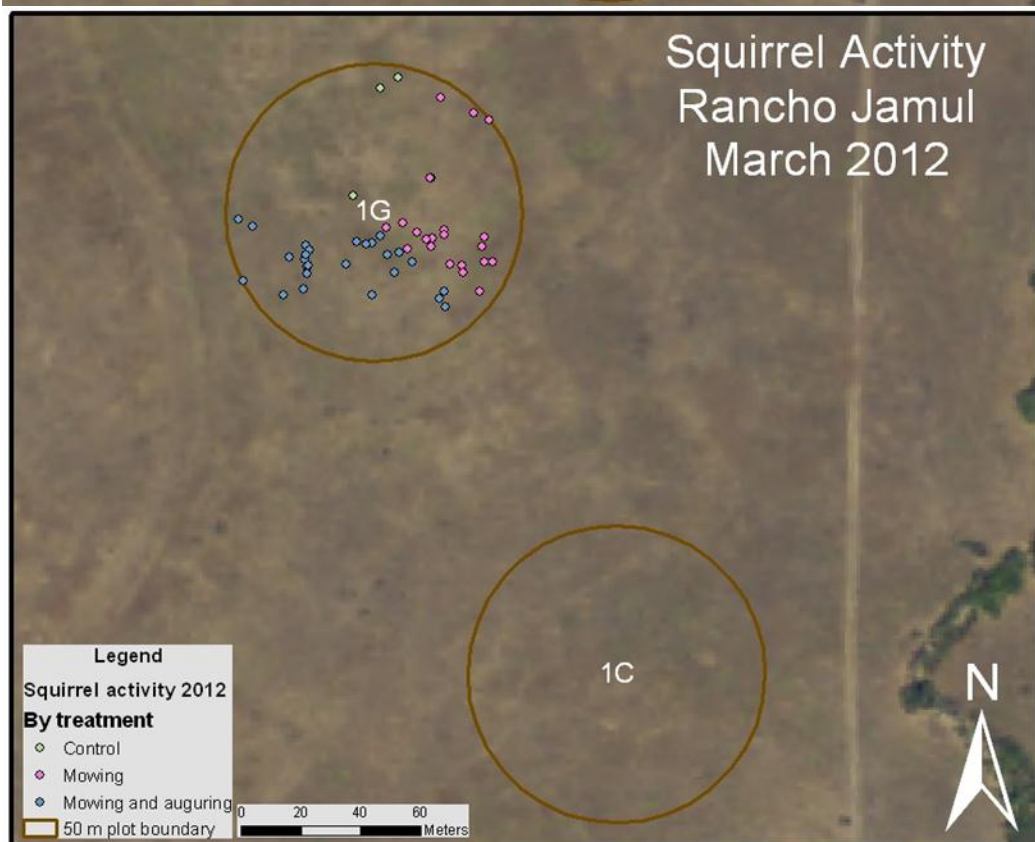 Squirrel Activity
Rancho Jamul
March 2012
1G
1C
Legend
Squirrel activity 2012
By treatment
Control
Mowing
Mowing and auguring
50 m plot boundary
0 20 40 60
Meters
N